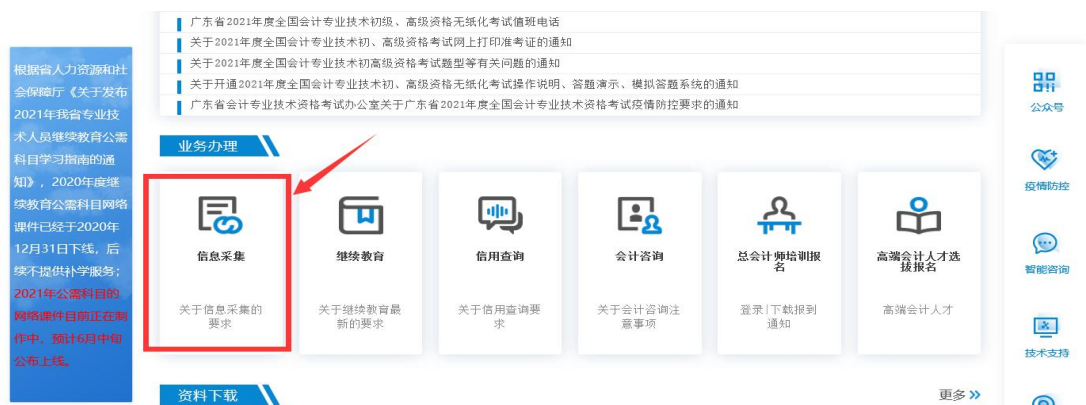 广东省2021年度全国会计专业技术初级、高级资格无纸化考试值班电话
关于2021年度全国会计专业技术初、高级资格考试网上打印准考证的通知
关于2021年度全国会计专业技术初高级资格考试题型等有关问题的通知
关于开通2021年度全国会计专业技术初、高级资格无纸化考试操作说明、答题演示、模拟答题系统的通知
广东省会计专业技术资格考试办公室关于广东省2021年度全国会计专业技术资格考试疫情防控要求的通知
根据省人力资源和社
会保障厅《关于发布
2021年我省专业技
术人员继续教育公需
科目学习指南的通
知》，2020年度继
续教育公需科目网络
课件已经于2020年
12月31日下线，后
续不提供补学服务；
2021年公需科目的
网络课件目前正在制
作中，预计6月中旬
公布上线。
业务办理
信息采集
关于信息采集的
要求
继续教育
关于继续教育最
新的要求
信用查询
关于信用查询要
求
会计咨询
关于会计咨询注
意事项
总会计师培训报
名
登录|下载报到
通知
高端会计人才选
拔报名
高端会计人才
资料下载
更多
公众号
疫情防控
智能咨询
技术支持